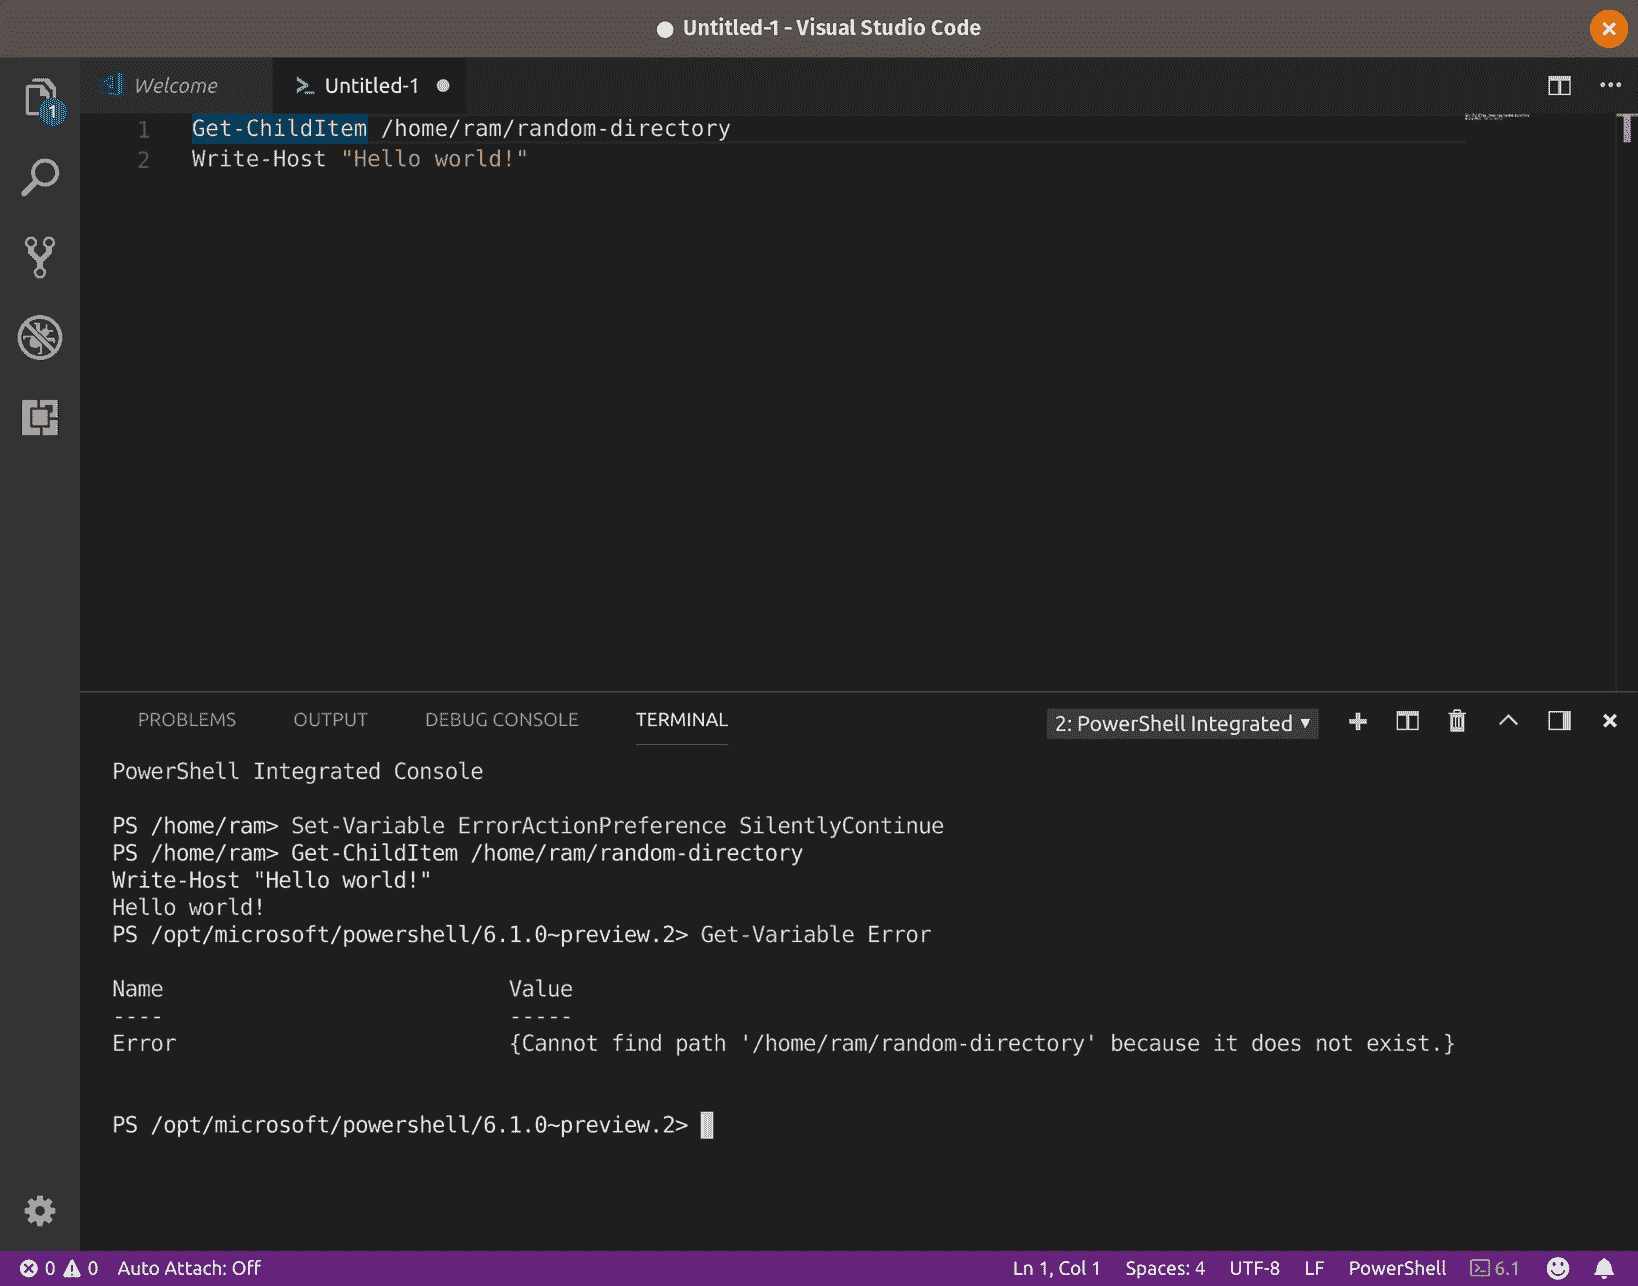 Untitled-1 - Visual Studio Code
Welcome
Untitled-1
1
1 Get-ChildItem /home/ram/random-directory
2 Write-Host "Hello world!"
PROBLEMS OUTPUT DEBUG CONSOLE TERMINAL
2: PowerShell Integrated
PowerShell Integrated Console
PS /home/ram> Set-Variable ErrorActionPreference SilentlyContinue
PS /home/ram> Get-ChildItem /home/ram/random-directory
Write-Host "Hello world!"
Hello world!
PS /opt/microsoft/powershell/6.1.0~preview.2> Get-Variable Error
Name Value
---- -----
Error {Cannot find path '/home/ram/random-directory' because it does not exist.}
PS /opt/microsoft/powershell/6.1.0~preview.2>
0 0 Auto Attach: Off Ln 1, Col 1 Spaces: 4 UTF-8 LF PowerShell 6.1